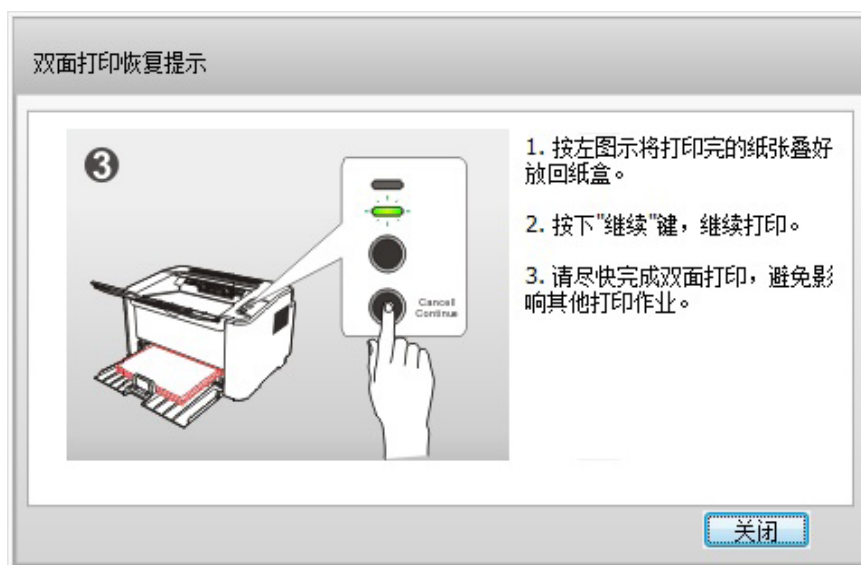 双面打印恢复提示
3
Cancel
Continue
1. 按左图示将打印完的纸张叠好
放回纸盒。
2. 按下"继续"键，继续打印。
3. 请尽快完成双面打印，避免影
响其他打印作业。
关闭